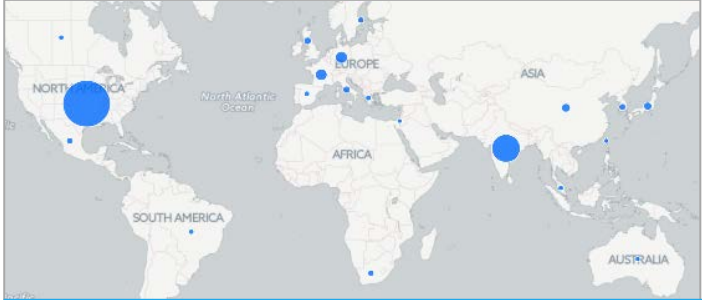 EUROPE
ASIA
NORTH AMERICA
North Atlantic
Ocean
AFRICA
SOUTH AMERICA
AUSTRALIA